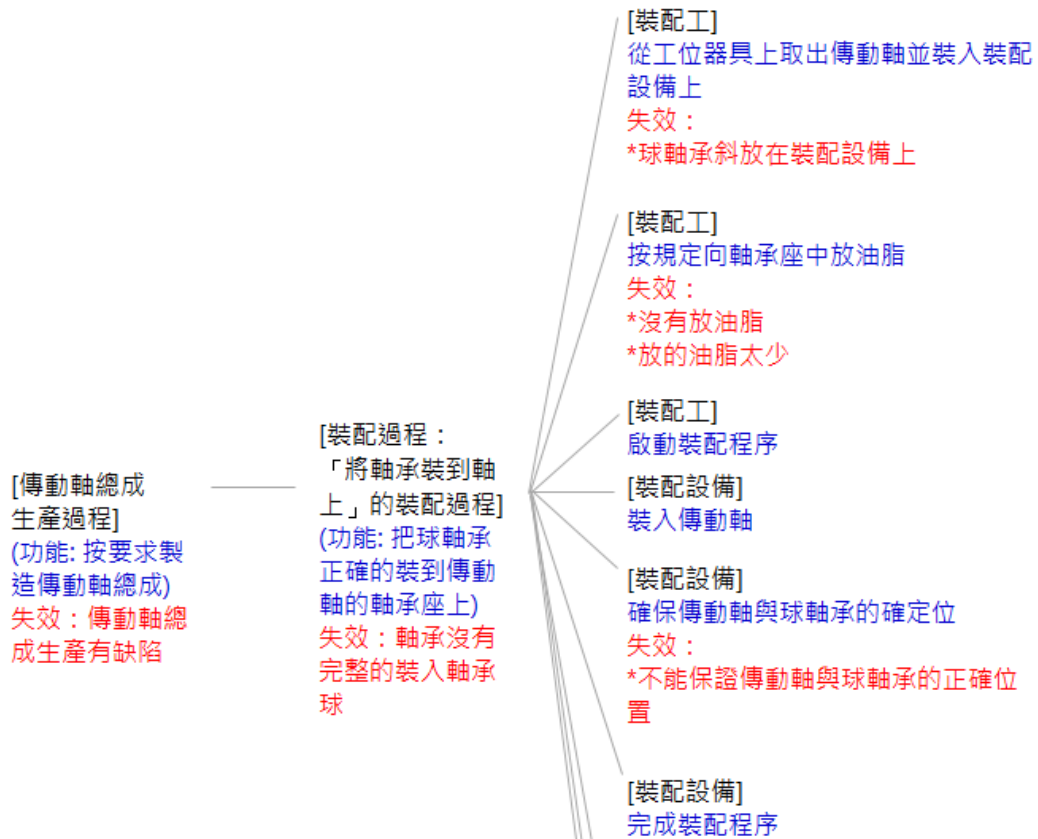 [傳動軸總成
生產過程]
(功能: 按要求製
造傳動軸總成)
失效：傳動軸總
成生產有缺陷
[裝配過程：
「將軸承裝到軸
上」的裝配過程]
(功能: 把球軸承
正確的裝到傳動
軸的軸承座上)
失效：軸承沒有
完整的裝入軸承
球
[裝配工]
從工位器具上取出傳動軸並裝入裝配
設備上
失效：
*球軸承斜放在裝配設備上
[裝配工]
按規定向軸承座中放油脂
失效：
*沒有放油脂
*放的油脂太少
[裝配工]
啟動裝配程序
[裝配設備]
裝入傳動軸
[裝配設備]
確保傳動軸與球軸承的確定位
失效：
*不能保證傳動軸與球軸承的正確位
置
[裝配設備]
完成裝配程序